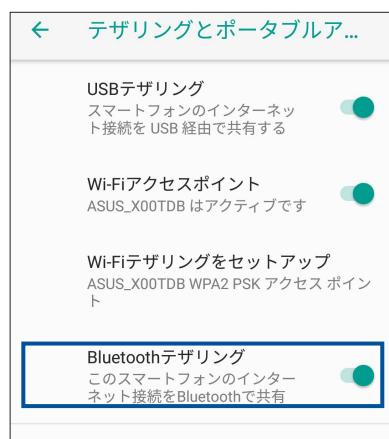 ← テザリングとポータブルア...
USBテザリング
スマートフォンのインターネッ
ト接続を USB 経由で共有する
Wi-Fiアクセスポイント
ASUS_X00TDB はアクティブです
Wi-Fiテザリングをセットアップ
ASUS_X00TDB WPA2 PSK アクセス ポイン
ト
Bluetoothテザリング
このスマートフォンのインター
ネット接続をBluetoothで共有